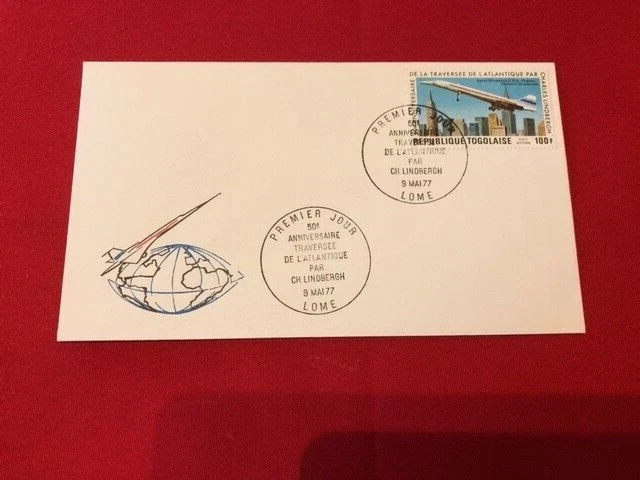 DE LA TRAVERSEE DE L'ATLANTIQUE PAR
CHARLES LINDBERGH
ANNIVERSAIRE
REPUBLIQUE TOGOLAISE
100F
PREMIER JOUR
50e
ANNIVERSAIRE
TRAVERSEE
DE L'ATLANTIQUE
PAR
CH LINDBERGH
9 MAI 77
LOME
PREMIER JOUR
50e
ANNIVERSAIRE
TRAVERSEE
DE L'ATLANTIQUE
PAR
CH LINDBERGH
9 MAI 77
LOME